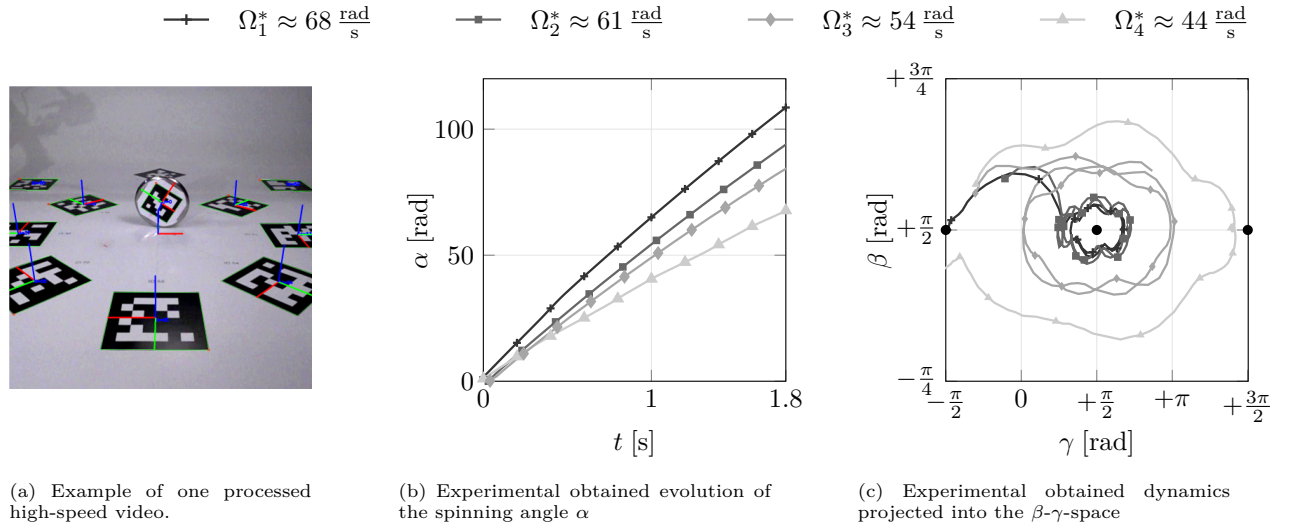 Ω₁* ≈ 68 rad/s Ω₂* ≈ 61 rad/s Ω₃* ≈ 54 rad/s Ω₄* ≈ 44 rad/s
100
50
0
α [rad]
0 1 1.8
t [s]
+3π/4
+π/2
−π/4
β [rad]
−π/2 0 +π/2 +π +3π/2
γ [rad]
(a) Example of one processed
high-speed video.
(b) Experimental obtained evolution of
the spinning angle α
(c) Experimental obtained dynamics
projected into the β-γ-space